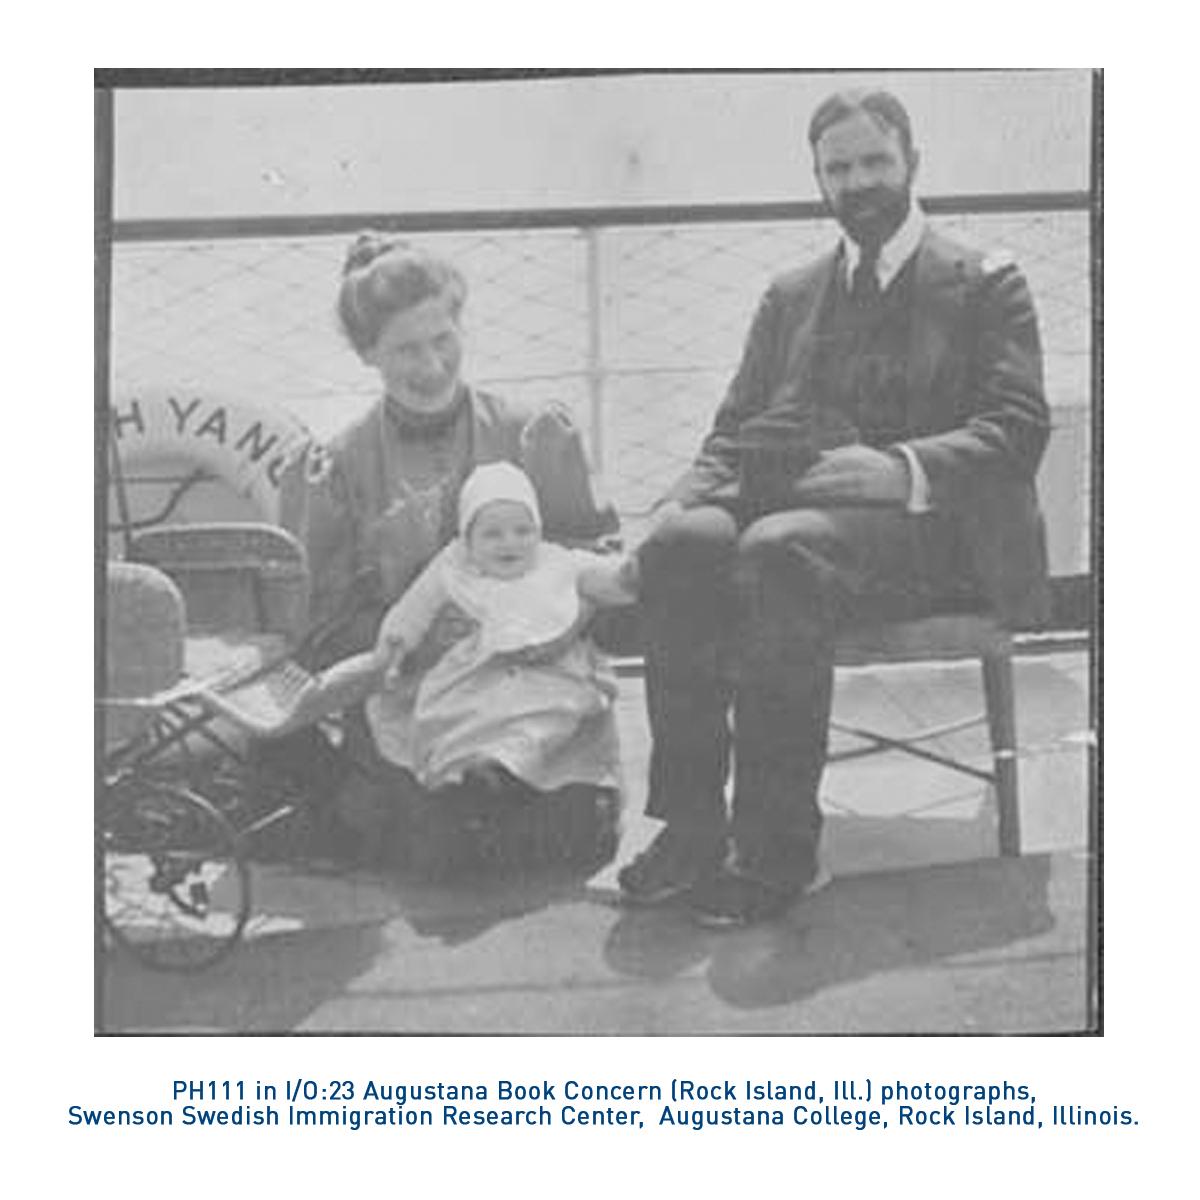 H YANG
PH111 in I/O:23 Augustana Book Concern (Rock Island, Ill.) photographs,
Swenson Swedish Immigration Research Center,  Augustana College, Rock Island, Illinois.